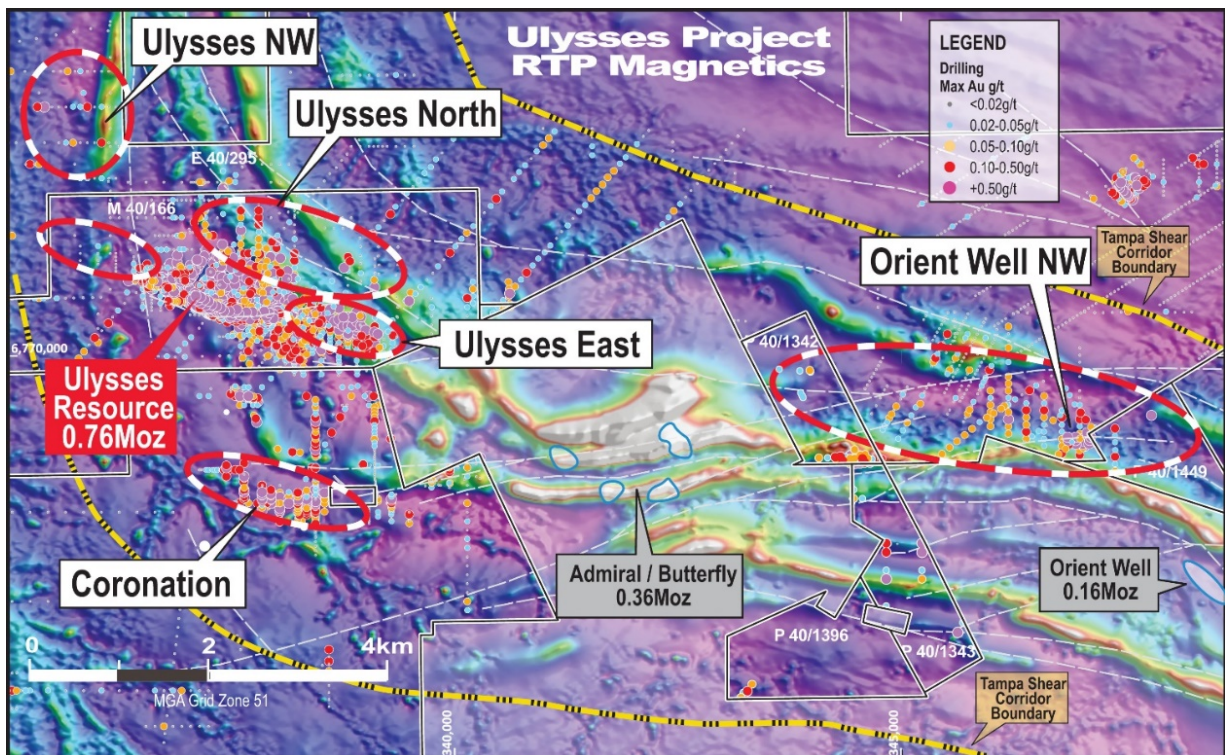 Ulysses NW
Ulysses Project
RTP Magnetics
LEGEND
Drilling
Max Au g/t
<0.02g/t
0.02-0.05g/t
0.05-0.10g/t
0.10-0.50g/t
+0.50g/t
Ulysses North
E 40/295
M 40/166
Tampa Shear
Corridor
Boundary
Orient Well NW
Ulysses East
6,770,000
40/1342
Ulysses
Resource
0.76Moz
40/1449
Coronation
Admiral / Butterfly
0.36Moz
Orient Well
0.16Moz
P 40/1396
P 40/1343
0
2
4km
MGA Grid Zone 51
340,000
345,000
Tampa Shear
Corridor
Boundary